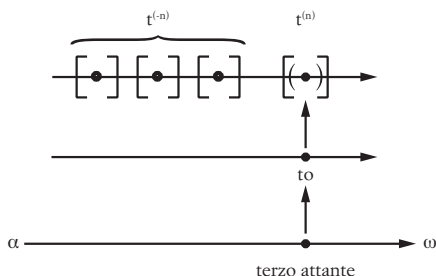 t(-n) t(n)
to
α ω
terzo attante